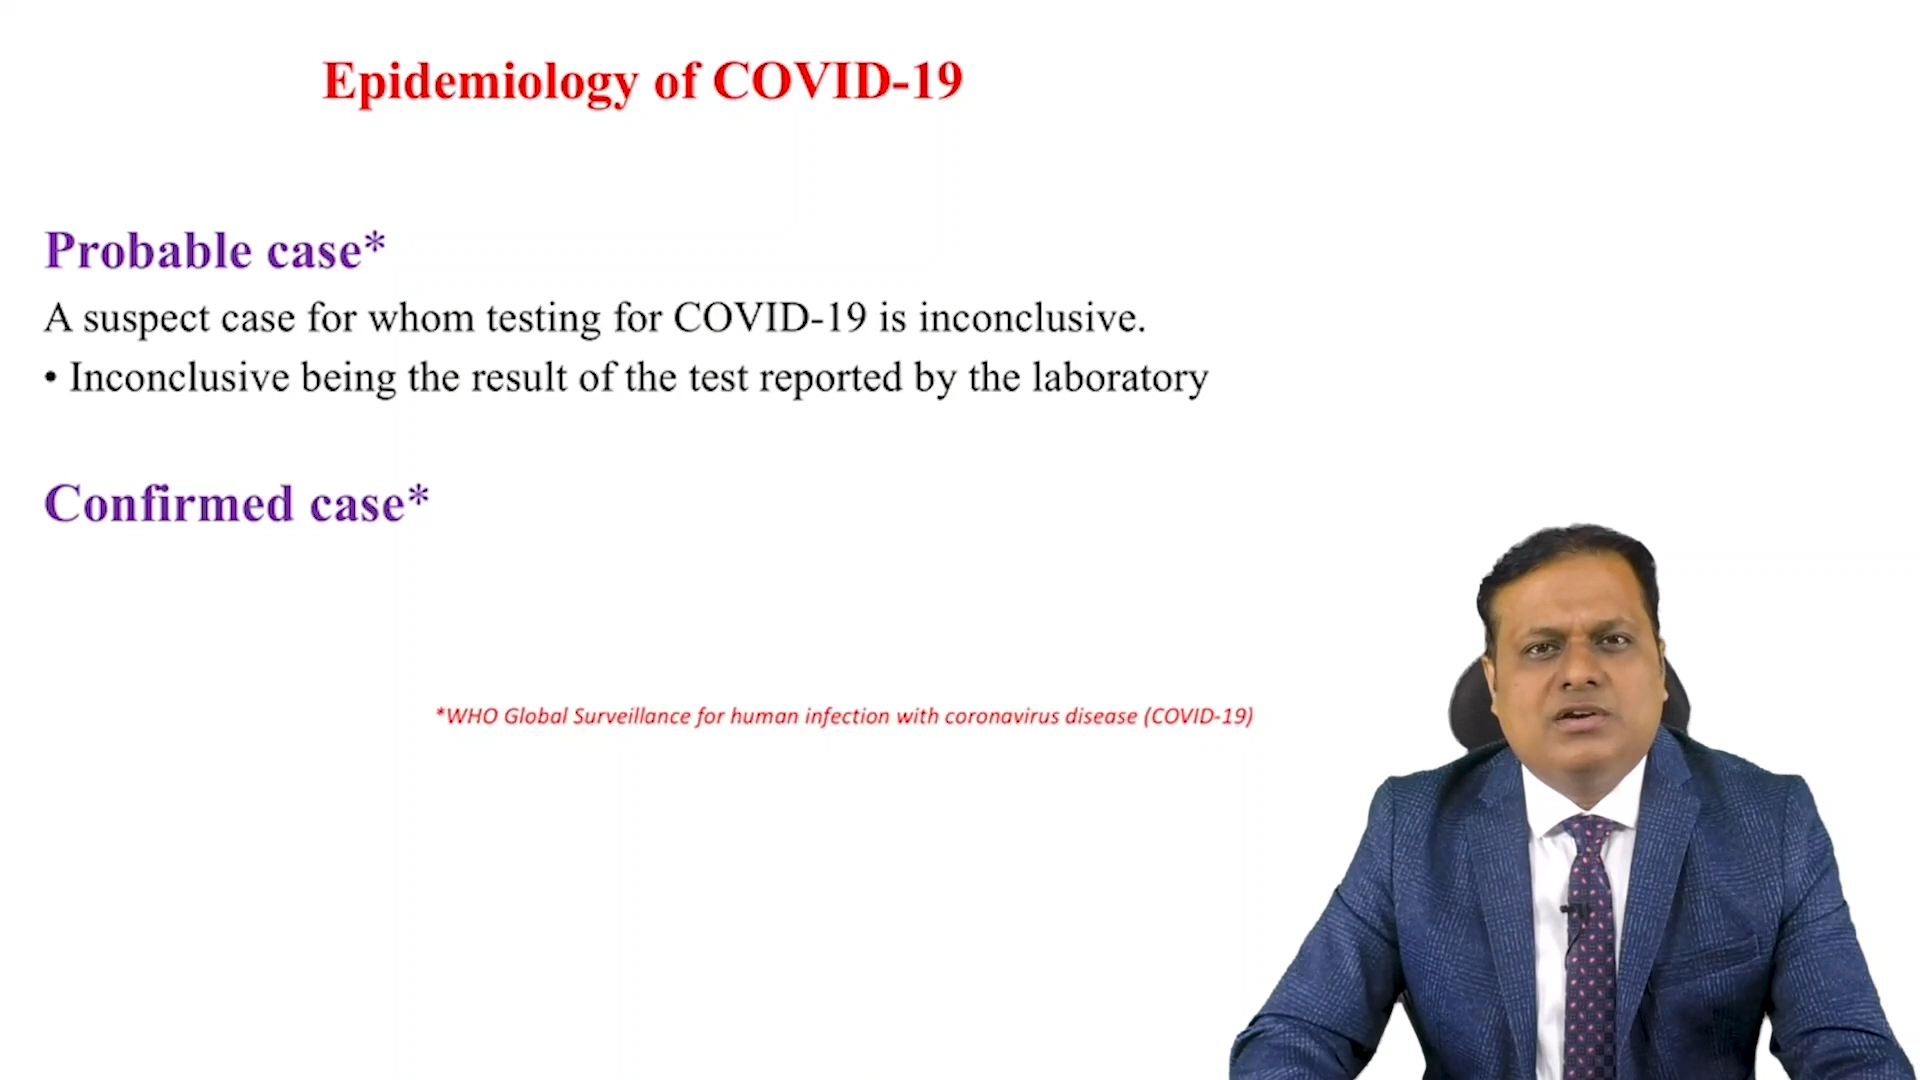 Epidemiology of COVID-19
Probable case*
A suspect case for whom testing for COVID-19 is inconclusive.
• Inconclusive being the result of the test reported by the laboratory
Confirmed case*
*WHO Global Surveillance for human infection with coronavirus disease (COVID-19)